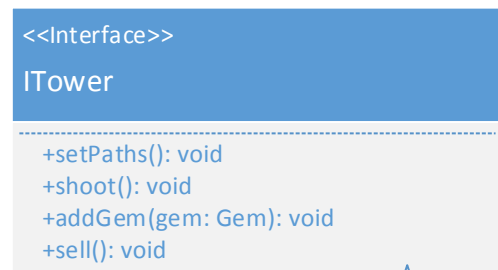 <<Interface>>
ITower
+setPaths(): void
+shoot(): void
+addGem(gem: Gem): void
+sell(): void